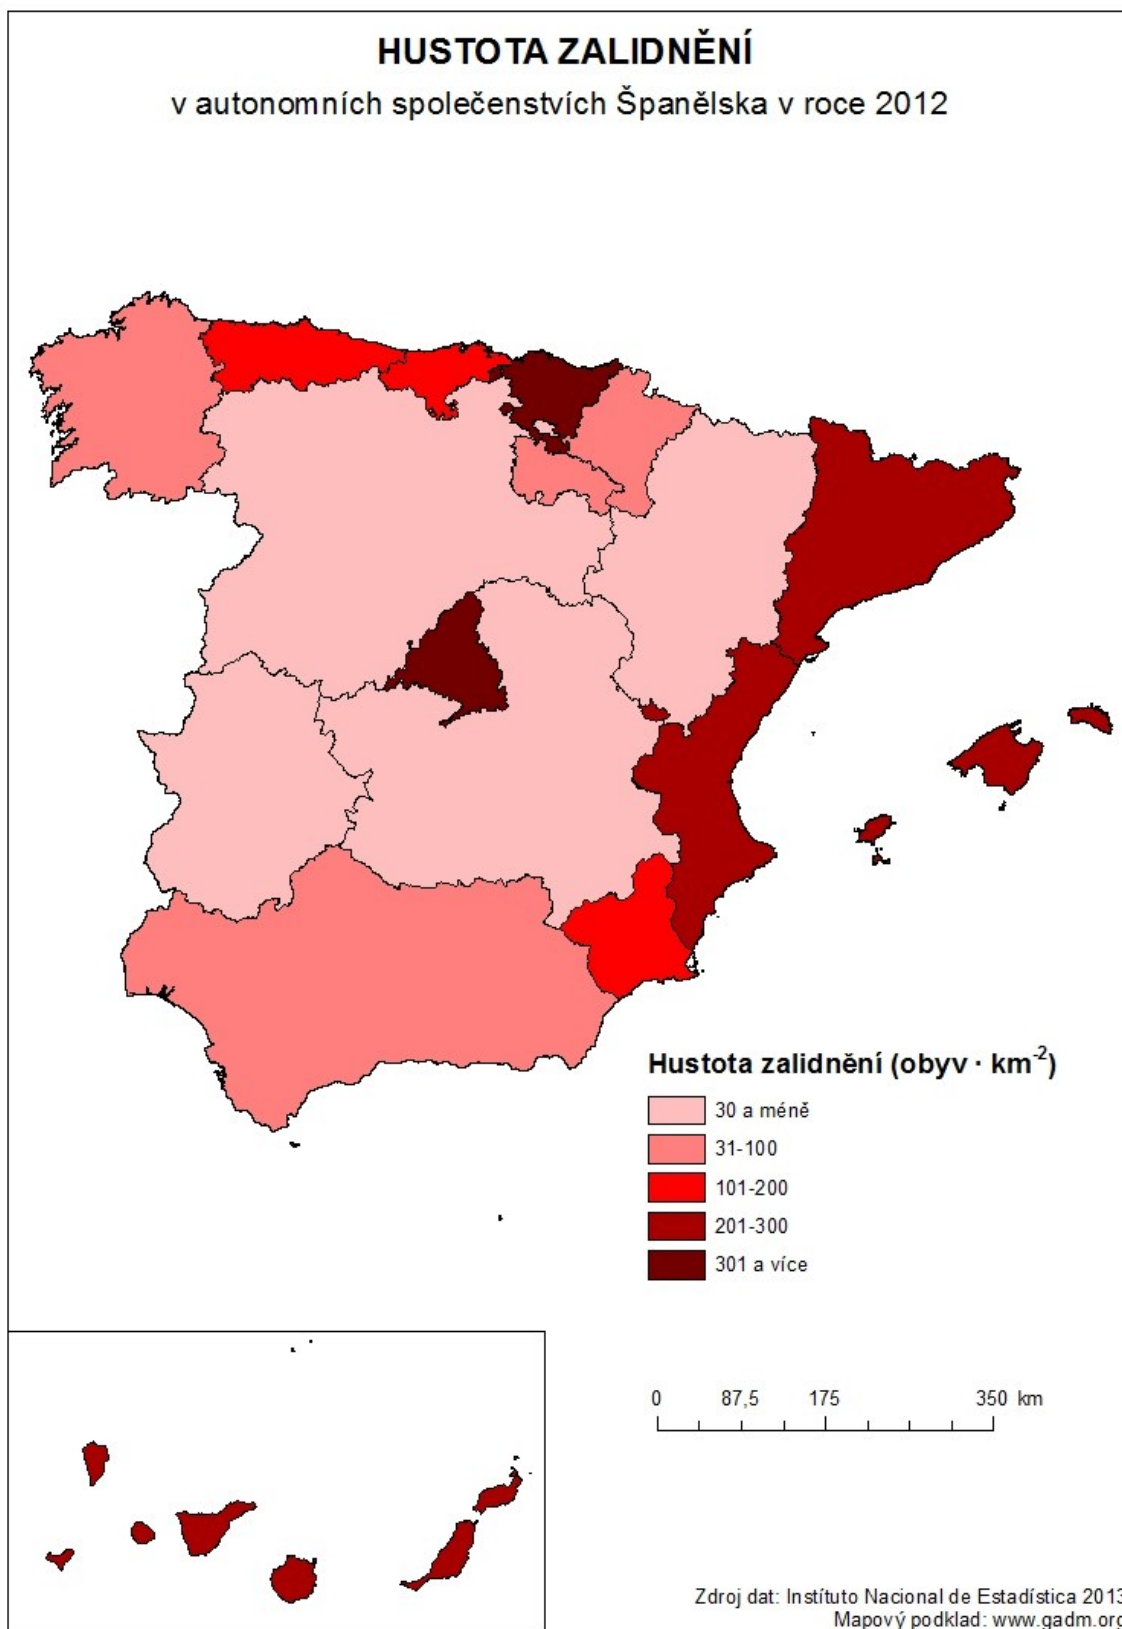 HUSTOTA ZALIDNĚNÍ
v autonomních společenstvích Španělska v roce 2012
Hustota zalidnění (obyv · km⁻²)
30 a méně
31-100
101-200
201-300
301 a více
0 87,5 175 350 km
Zdroj dat: Instítuto Nacional de Estadística 2013
Mapový podklad: www.gadm.org